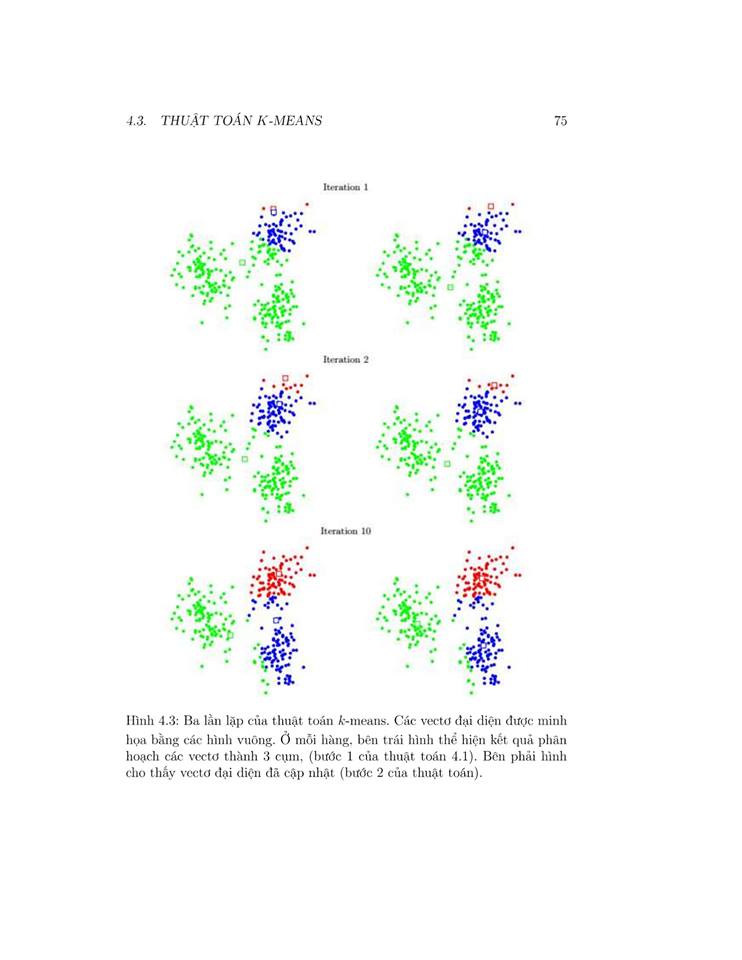 4.3. THUẬT TOÁN K-MEANS 75
Iteration 1
Iteration 2
Iteration 10
Hình 4.3: Ba lần lặp của thuật toán k-means. Các vectơ đại diện được minh
họa bằng các hình vuông. Ở mỗi hàng, bên trái hình thể hiện kết quả phân
hoạch các vectơ thành 3 cụm, (bước 1 của thuật toán 4.1). Bên phải hình
cho thấy vectơ đại diện đã cập nhật (bước 2 của thuật toán).